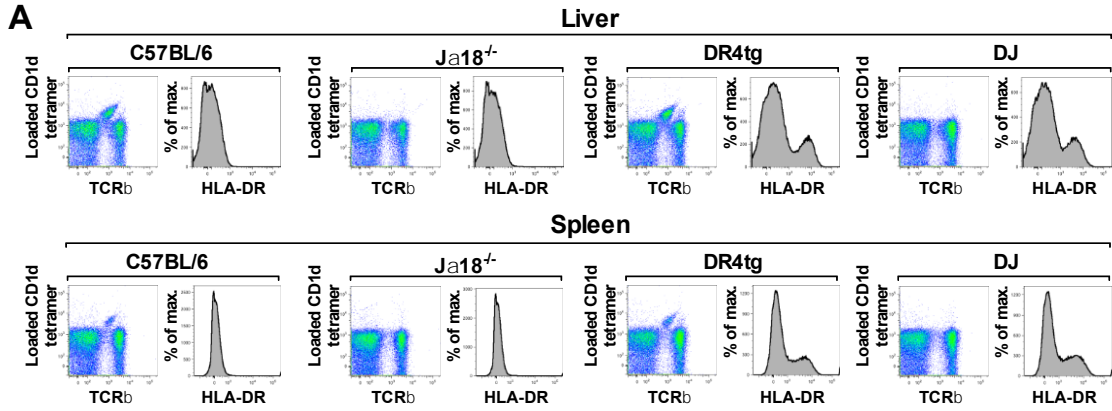 A
Liver
C57BL/6 Ja18-/- DR4tg DJ
Loaded CD1d tetramer % of max. Loaded CD1d tetramer % of max. Loaded CD1d tetramer % of max. Loaded CD1d tetramer % of max.
TCRb HLA-DR TCRb HLA-DR TCRb HLA-DR TCRb HLA-DR
Spleen
C57BL/6 Ja18-/- DR4tg DJ
Loaded CD1d tetramer % of max. Loaded CD1d tetramer % of max. Loaded CD1d tetramer % of max. Loaded CD1d tetramer % of max.
TCRb HLA-DR TCRb HLA-DR TCRb HLA-DR TCRb HLA-DR